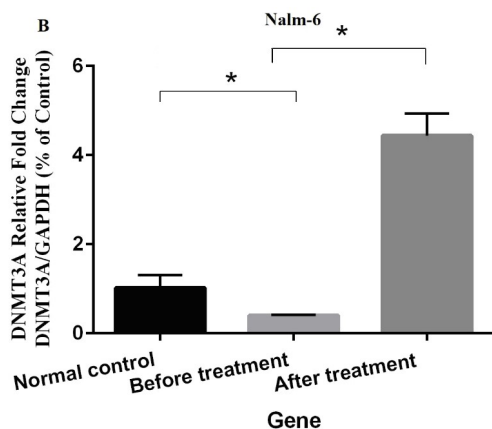 B
Nalm-6
*
*
DNMT3A Relative Fold Change
DNMT3A/GAPDH (% of Control)
6
4
2
0
Normal control
Before treatment
After treatment
Gene